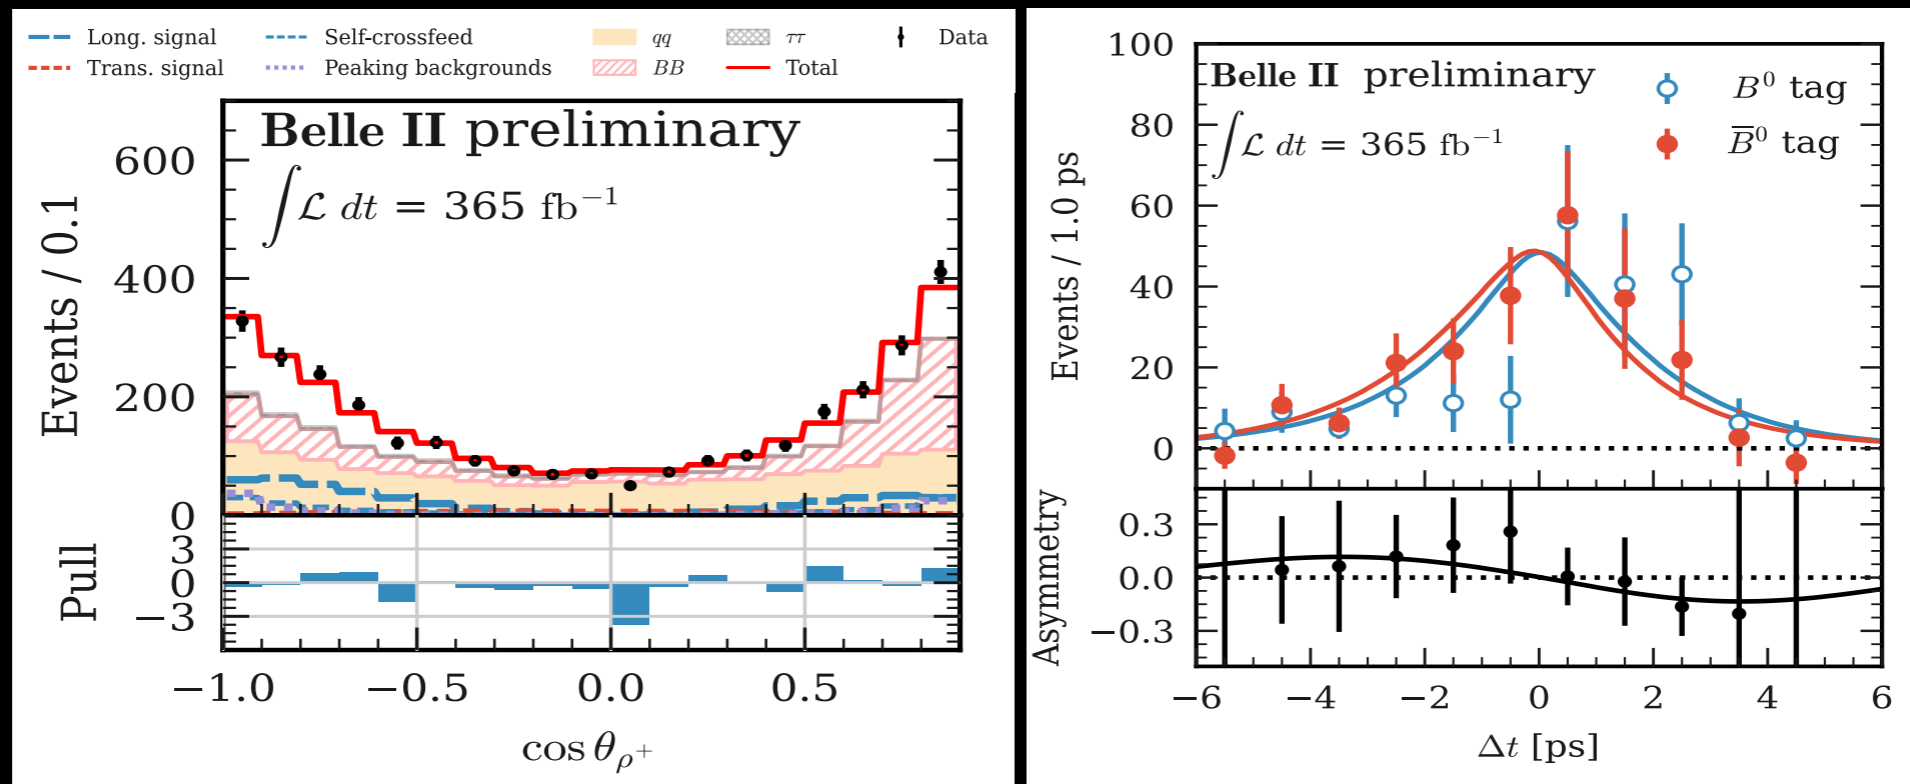 Long. signal Self-crossfeed qq ττ Data
Trans. signal Peaking backgrounds BB Total
Belle II preliminary
∫ℒ dt = 365 fb⁻¹
Events / 0.1
600
400
200
0
Pull
3
0
−3
−1.0 −0.5 0.0 0.5
cos θρ⁺
Belle II preliminary
∫ℒ dt = 365 fb⁻¹
B⁰ tag
B̅⁰ tag
Events / 1.0 ps
100
80
60
40
20
0
Asymmetry
0.3
0.0
−0.3
−6 −4 −2 0 2 4 6
Δt [ps]